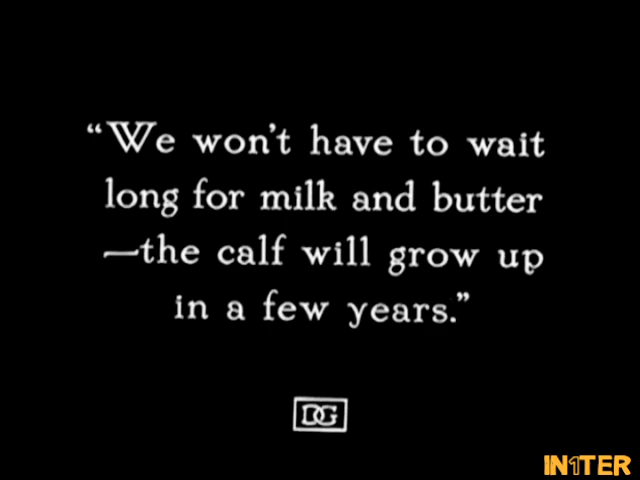 “We won't have to wait
long for milk and butter
—the calf will grow up
in a few years.”
DG
IN1TER